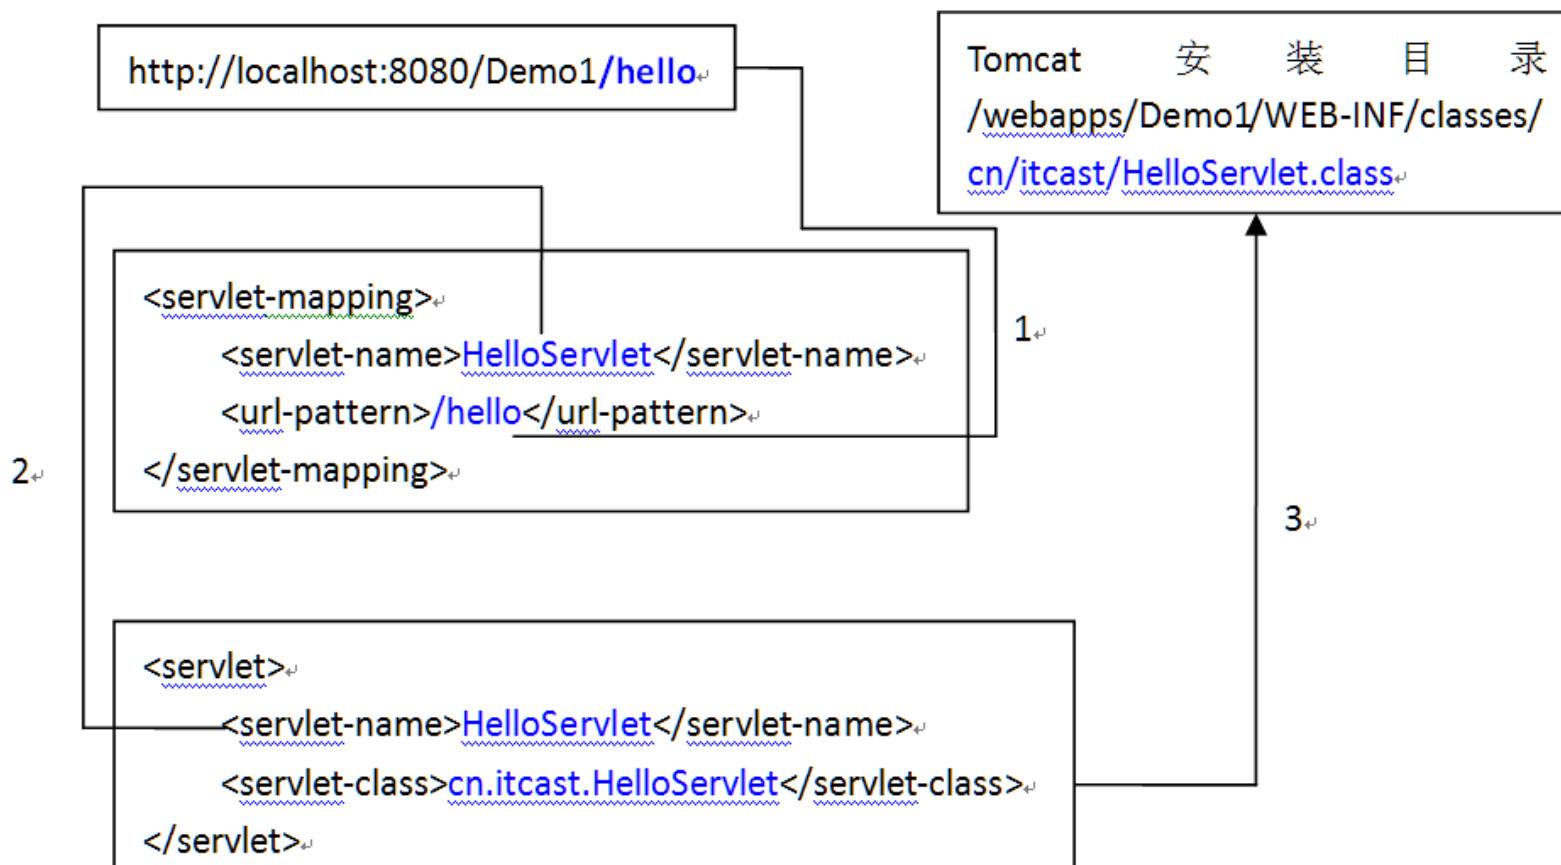 http://localhost:8080/Demo1/hello
Tomcat 安 装 目 录
/webapps/Demo1/WEB-INF/classes/
cn/itcast/HelloServlet.class
<servlet-mapping>
<servlet-name>HelloServlet</servlet-name>
<url-pattern>/hello</url-pattern>
</servlet-mapping>
1
2
3
<servlet>
<servlet-name>HelloServlet</servlet-name>
<servlet-class>cn.itcast.HelloServlet</servlet-class>
</servlet>